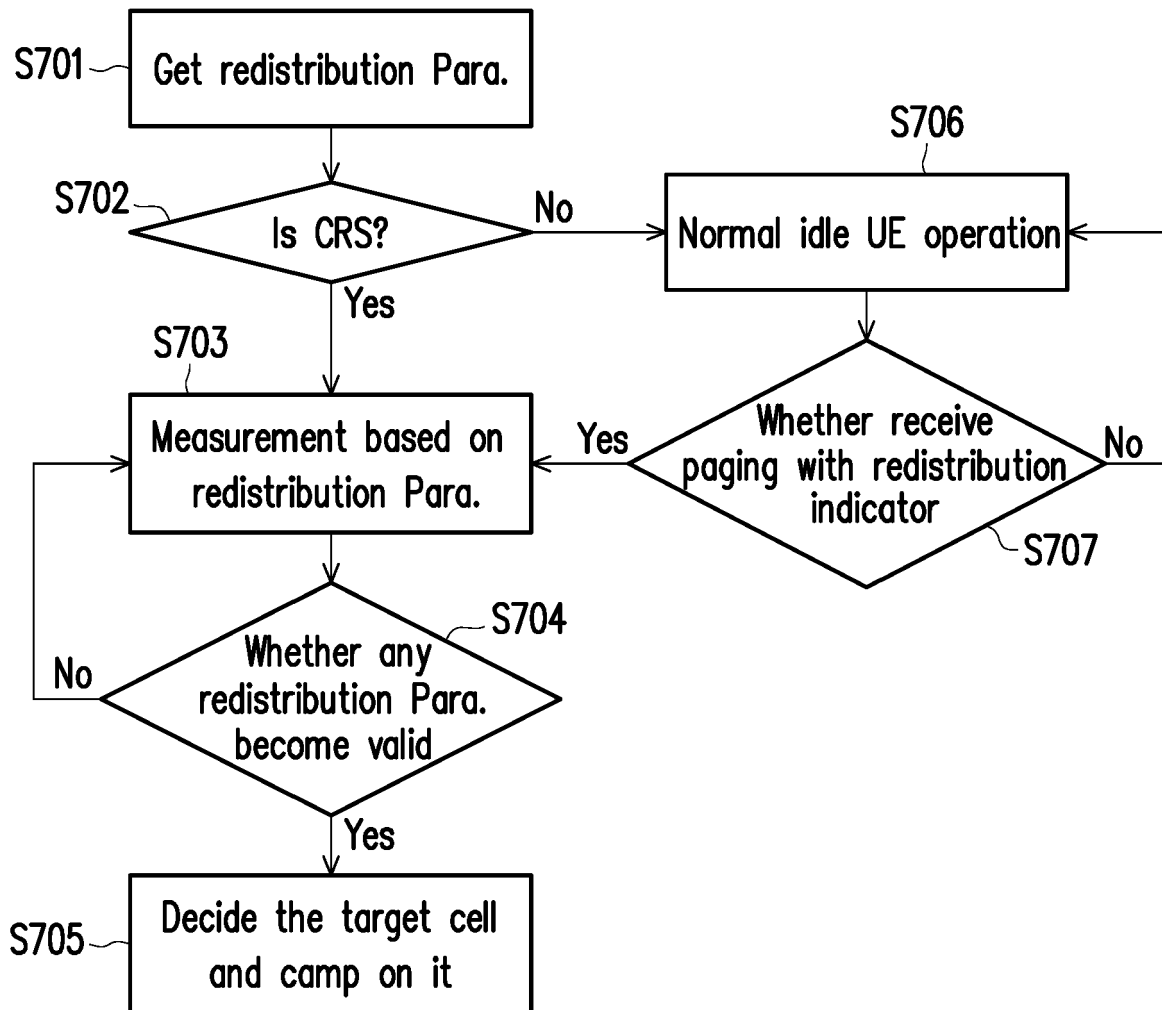 S701
Get redistribution Para.
S702
Is CRS?
No
Yes
S706
Normal idle UE operation
S703
Measurement based on
redistribution Para.
Yes
Whether receive
paging with redistribution
indicator
No
S707
S704
Whether any
redistribution Para.
become valid
No
Yes
S705
Decide the target cell
and camp on it